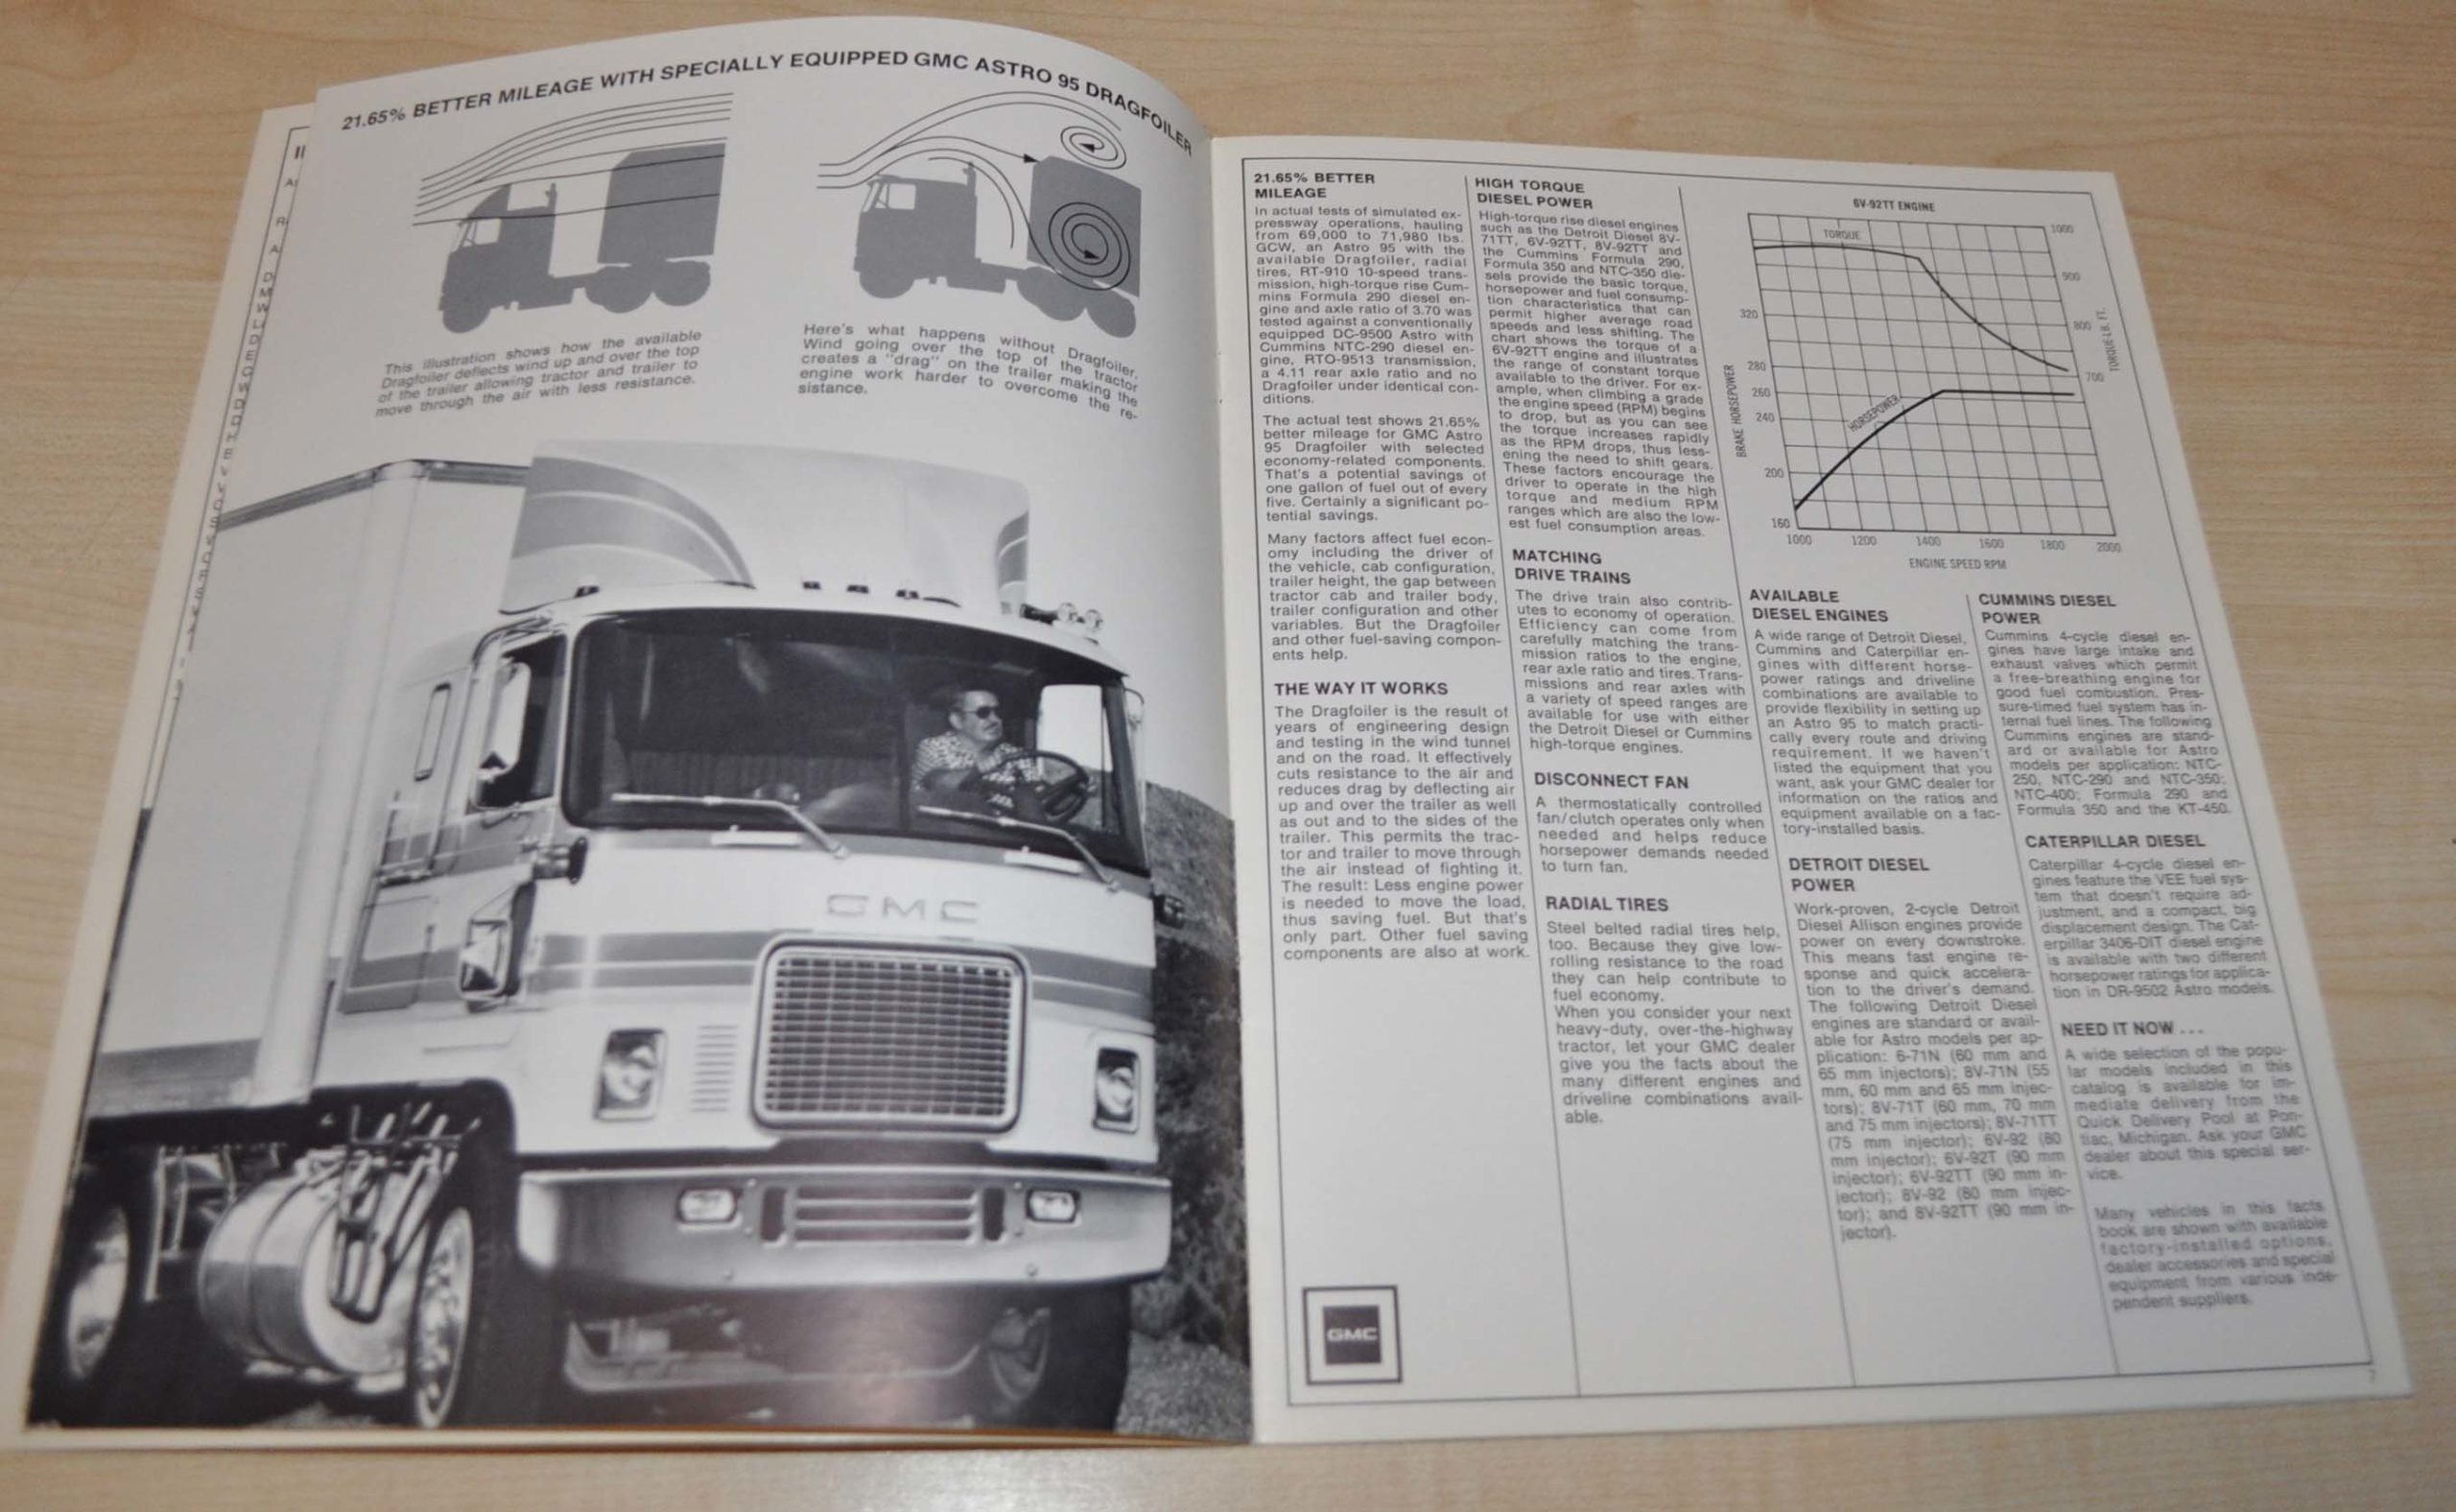 21.65% BETTER MILEAGE WITH SPECIALLY EQUIPPED GMC ASTRO 95 DRAGFOILER
This illustration shows how the available
Dragfoiler deflects wind up and over the top
of the trailer allowing tractor and trailer to
move through the air with less resistance.
Here's what happens without Dragfoiler.
Wind going over the top of the tractor
creates a "drag" on the trailer making the
engine work harder to overcome the re-
sistance.
GMC
21.65% BETTER
MILEAGE
In actual tests of simulated ex-
pressway operations, hauling
from 69,000 to 71,980 lbs.
GCW, an Astro 95 with the
available Dragfoiler, radial
tires, RT-910 10-speed trans-
mission, high-torque rise Cum-
mins Formula 290 diesel en-
gine and axle ratio of 3.70 was
tested against a conventionally
equipped DC-9500 Astro with
Cummins NTC-290 diesel en-
gine, RTO-9513 transmission,
a 4.11 rear axle ratio and no
Dragfoiler under identical con-
ditions.
The actual test shows 21.65%
better mileage for GMC Astro
95 Dragfoiler with selected
economy-related components.
That's a potential savings of
one gallon of fuel out of every
five. Certainly a significant po-
tential savings.
Many factors affect fuel econ-
omy including the driver of
the vehicle, cab configuration,
trailer height, the gap between
tractor cab and trailer body,
trailer configuration and other
variables. But the Dragfoiler
and other fuel-saving compon-
ents help.
THE WAY IT WORKS
The Dragfoiler is the result of
years of engineering design
and testing in the wind tunnel
and on the road. It effectively
cuts resistance to the air and
reduces drag by deflecting air
up and over the trailer as well
as out and to the sides of the
trailer. This permits the trac-
tor and trailer to move through
the air instead of fighting it.
The result: Less engine power
is needed to move the load,
thus saving fuel. But that's
only part. Other fuel saving
components are also at work.
GMC
HIGH TORQUE
DIESEL POWER
High-torque rise diesel engines
such as the Detroit Diesel 8V-
71TT, 6V-92TT, 8V-92TT and
the Cummins Formula 290,
Formula 350 and NTC-350 die-
sels provide the basic torque,
horsepower and fuel consump-
tion characteristics that can
permit higher average road
speeds and less shifting. The
chart shows the torque of a
6V-92TT engine and illustrates
the range of constant torque
available to the driver. For ex-
ample, when climbing a grade
the engine speed (RPM) begins
to drop, but as you can see
the torque increases rapidly
as the RPM drops, thus less-
ening the need to shift gears.
These factors encourage the
driver to operate in the high
torque and medium RPM
ranges which are also the low-
est fuel consumption areas.
MATCHING
DRIVE TRAINS
The drive train also contrib-
utes to economy of operation.
Efficiency can come from
carefully matching the trans-
mission ratios to the engine,
rear axle ratio and tires. Trans-
missions and rear axles with
a variety of speed ranges are
available for use with either
the Detroit Diesel or Cummins
high-torque engines.
DISCONNECT FAN
A thermostatically controlled
fan/clutch operates only when
needed and helps reduce
horsepower demands needed
to turn fan.
RADIAL TIRES
Steel belted radial tires help,
too. Because they give low-
rolling resistance to the road
they can help contribute to
fuel economy.
When you consider your next
heavy-duty, over-the-highway
tractor, let your GMC dealer
give you the facts about the
many different engines and
driveline combinations avail-
able.
6V-92TT ENGINE
TORQUE
HORSEPOWER
BRAKE HORSEPOWER
320
280
260
240
200
160
1000
900
800
700
TORQUE-LB. FT.
1000 1200 1400 1600 1800 2000
ENGINE SPEED RPM
AVAILABLE
DIESEL ENGINES
A wide range of Detroit Diesel,
Cummins and Caterpillar en-
gines with different horse-
power ratings and driveline
combinations are available to
provide flexibility in setting up
an Astro 95 to match practi-
cally every route and driving
requirement. If we haven't
listed the equipment that you
want, ask your GMC dealer for
information on the ratios and
equipment available on a fac-
tory-installed basis.
DETROIT DIESEL
POWER
Work-proven, 2-cycle Detroit
Diesel Allison engines provide
power on every downstroke.
This means fast engine re-
sponse and quick accelera-
tion to the driver's demand.
The following Detroit Diesel
engines are standard or avail-
able for Astro models per ap-
plication: 6-71N (60 mm and
65 mm injectors); 8V-71N (55
mm, 60 mm and 65 mm injec-
tors); 8V-71T (60 mm, 70 mm
and 75 mm injectors); 8V-71TT
(75 mm injector); 6V-92 (80
mm injector); 6V-92T (90 mm
injector); 6V-92TT (90 mm in-
jector); 8V-92 (80 mm injec-
tor); and 8V-92TT (90 mm in-
jector).
CUMMINS DIESEL
POWER
Cummins 4-cycle diesel en-
gines have large intake and
exhaust valves which permit
a free-breathing engine for
good fuel combustion. Pres-
sure-timed fuel system has in-
ternal fuel lines. The following
Cummins engines are stand-
ard or available for Astro
models per application: NTC-
250, NTC-290 and NTC-350;
NTC-400; Formula 290 and
Formula 350 and the KT-450.
CATERPILLAR DIESEL
Caterpillar 4-cycle diesel en-
gines feature the VEE fuel sys-
tem that doesn't require ad-
justment, and a compact, big
displacement design. The Cat-
erpillar 3406-DIT diesel engine
is available with two different
horsepower ratings for applica-
tion in DR-9502 Astro models.
NEED IT NOW ...
A wide selection of the popu-
lar models included in this
catalog is available for im-
mediate delivery from the
Quick Delivery Pool at Pon-
tiac, Michigan. Ask your GMC
dealer about this special ser-
vice.
Many vehicles in this facts
book are shown with available
factory-installed options,
dealer accessories and special
equipment from various inde-
pendent suppliers.
7